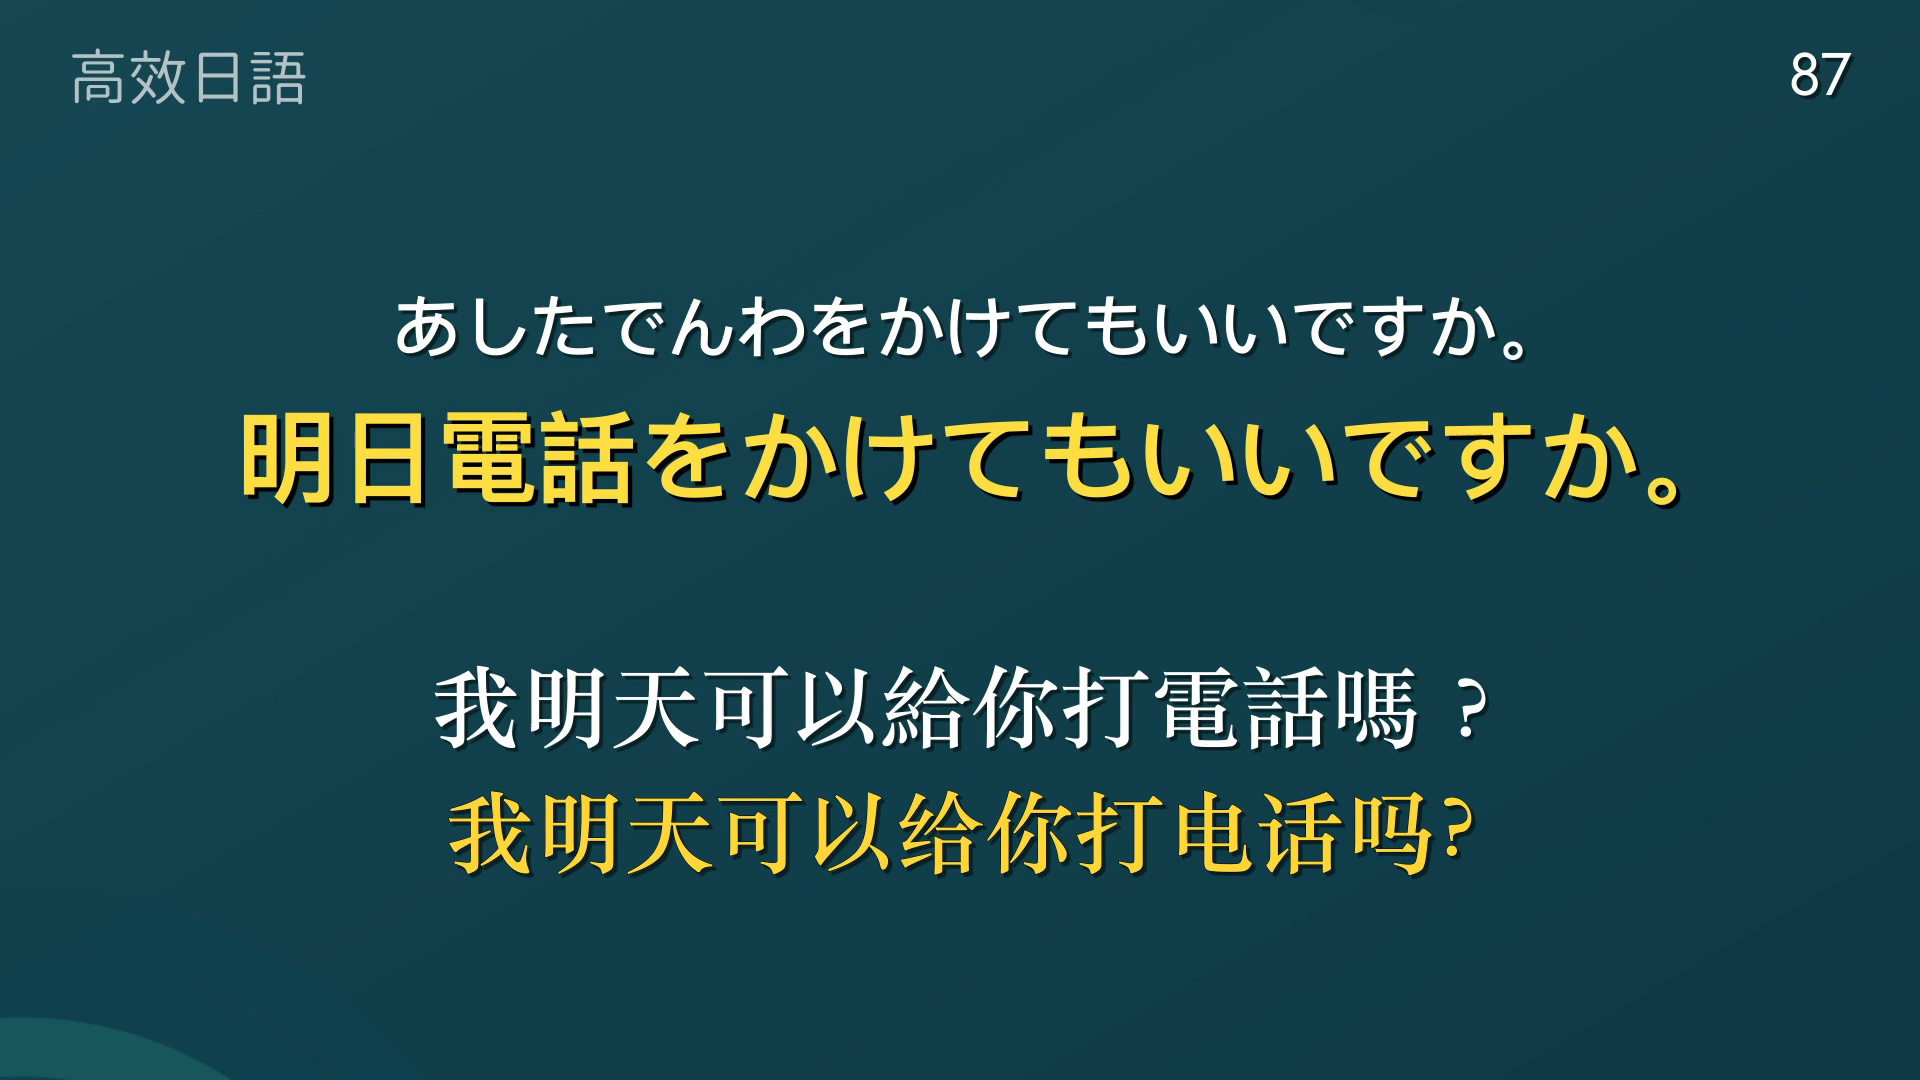 高效日語
87
あしたでんわをかけてもいいですか。
明日電話をかけてもいいですか。
我明天可以給你打電話嗎？
我明天可以给你打电话吗?